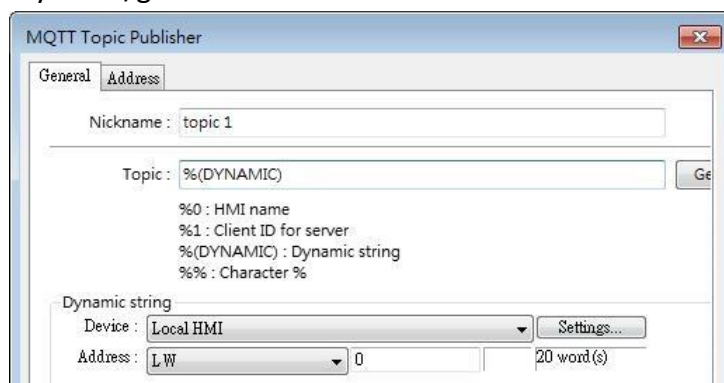 MQTT Topic Publisher
General Address
Nickname : topic 1
Topic : %(DYNAMIC) Ge
%0 : HMI name
%1 : Client ID for server
%(DYNAMIC) : Dynamic string
%% : Character %
Dynamic string
Device : Local HMI Settings...
Address : LW 0 20 word(s)